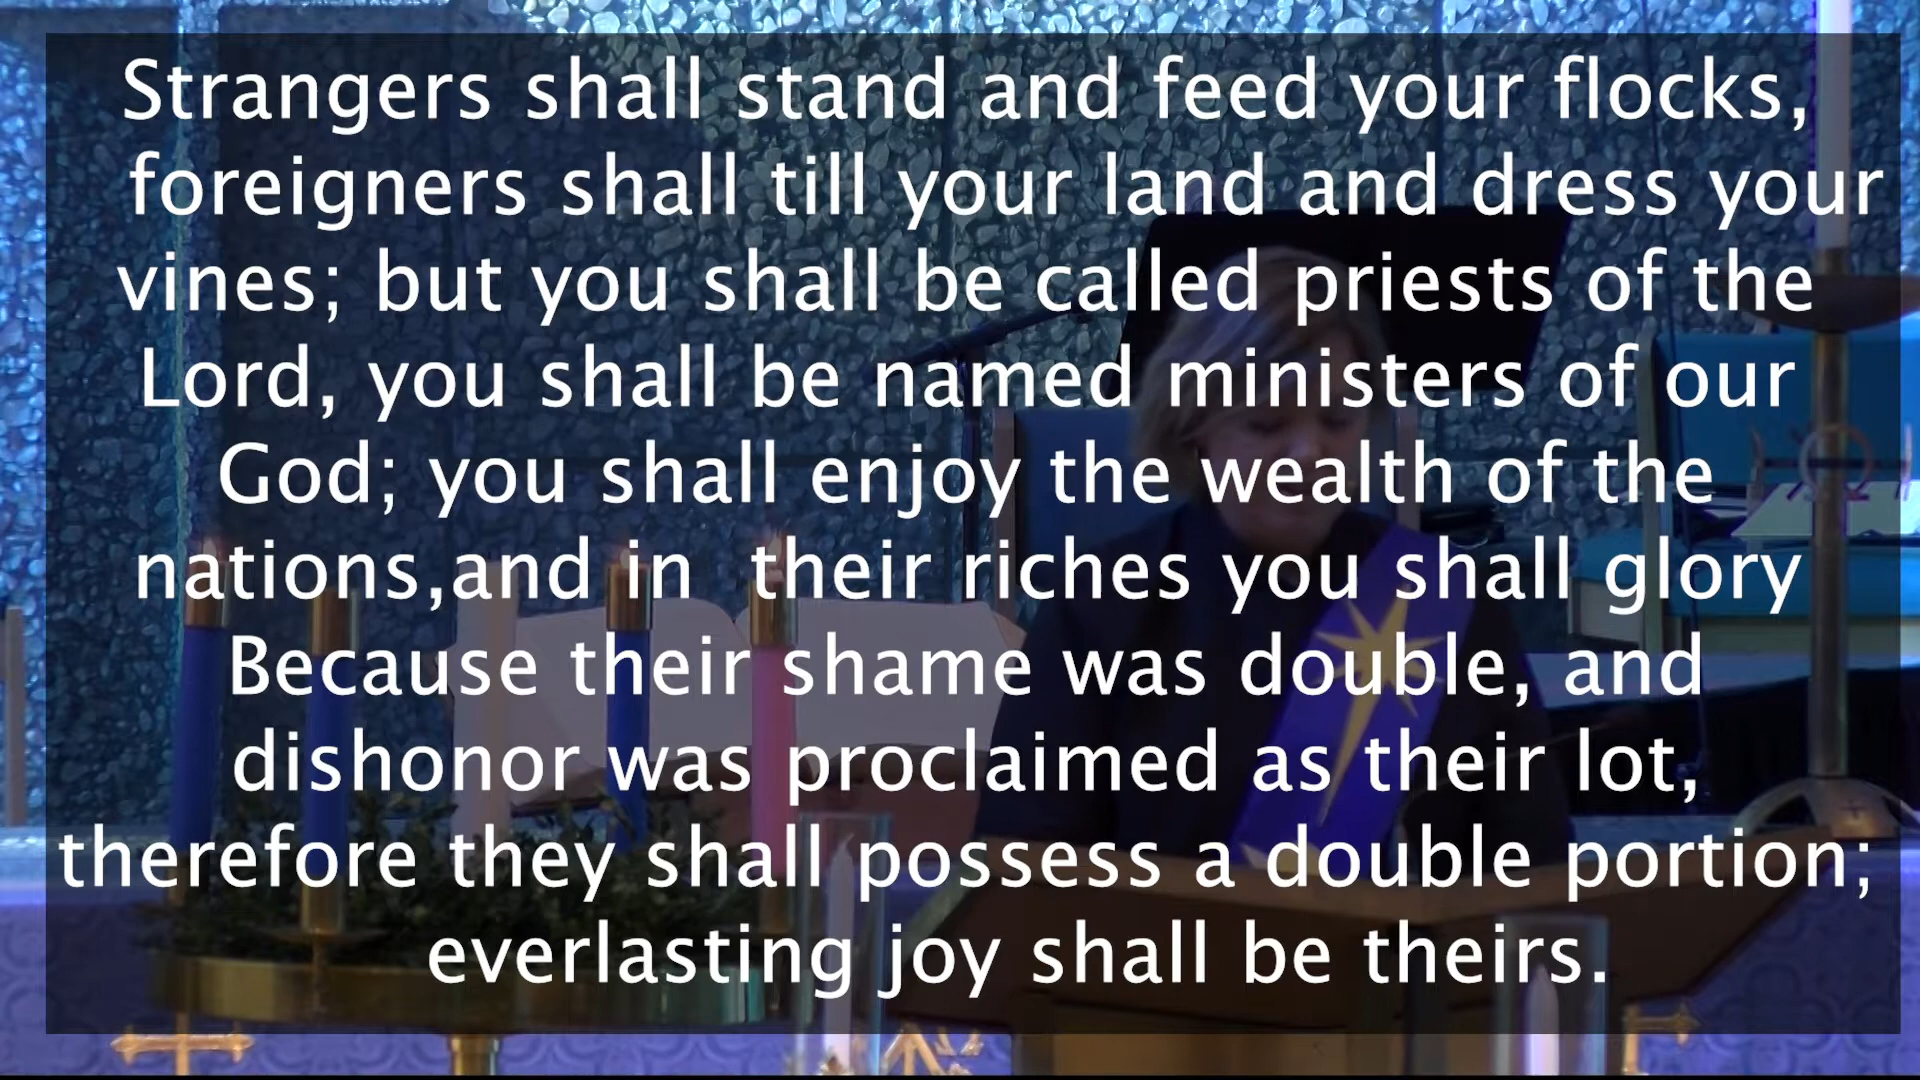 Strangers shall stand and feed your flocks,
foreigners shall till your land and dress your
vines; but you shall be called priests of the
Lord, you shall be named ministers of our
God; you shall enjoy the wealth of the
nations,and in  their riches you shall glory
Because their shame was double, and
dishonor was proclaimed as their lot,
therefore they shall possess a double portion;
everlasting joy shall be theirs.